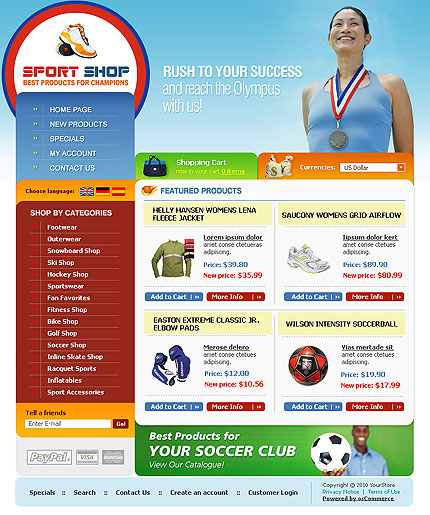 SPORT SHOP
BEST PRODUCTS FOR CHAMPIONS
RUSH TO YOUR SUCCESS
and reach the Olympus
with us!
HOME PAGE
NEW PRODUCTS
SPECIALS
MY ACCOUNT
CONTACT US
Choose language:
Shopping Cart
now in your cart 0 items
Currencies:
US Dollar
SHOP BY CATEGORIES
Footwear
Outerwear
Snowboard Shop
Ski Shop
Hockey Shop
Sportswear
Fan Favorites
Fitness Shop
Bike Shop
Golf Shop
Soccer Shop
Inline Skate Shop
Racquet Sports
Inflatables
Sport Accessories
Tell a friends
Enter E-mail
Go!
PayPal
VISA
MasterCard
FEATURED PRODUCTS
HELLY HANSEN WOMENS LENA
FLEECE JACKET
Lorem ipsum dolor
amet conse ctetueras
adipiscing.
Price: $39.80
New price: $35.99
Add to Cart
More Info
SAUCONY WOMENS GRID AIRFLOW
Iipsum dolor kert
amet conse ctetues
adipiscing.
Price: $89.90
New price: $80.99
Add to Cart
More Info
EASTON EXTREME CLASSIC JR.
ELBOW PADS
Merose delero
amet conse ctetues
adipiscing.
Price: $12.00
New price: $10.56
Add to Cart
More Info
WILSON INTENSITY SOCCERBALL
Vias mertade sit
amet conse ctetues
adipiscing.
Price: $19.90
New price: $17.99
Add to Cart
More Info
Best Products for
YOUR SOCCER CLUB
View Our Catalogue!
Specials :: Search :: Contact Us :: Create an account :: Customer Login
Copyright © 2010 YourStore
Privacy Notice | Terms of Use
Powered by osCommerce